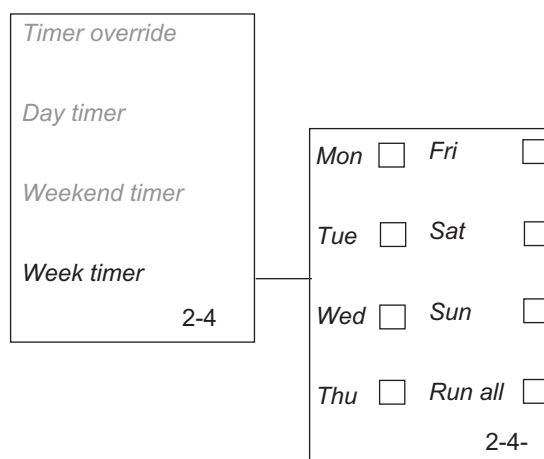 Timer override
Day timer
Weekend timer
Week timer
2-4
Mon Fri
Tue Sat
Wed Sun
Thu Run all
2-4-